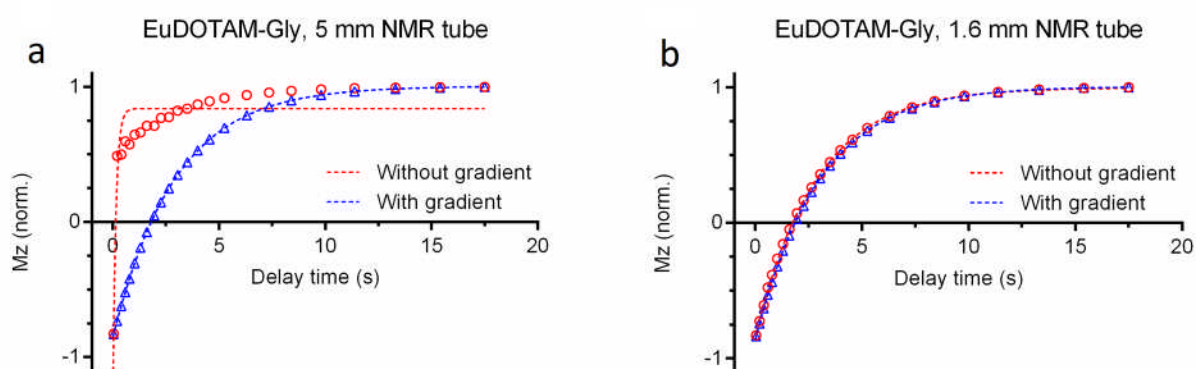 a
EuDOTAM-Gly, 5 mm NMR tube
Mz (norm.)
1
0
-1
0
5
10
15
20
Delay time (s)
Without gradient
With gradient
b
EuDOTAM-Gly, 1.6 mm NMR tube
Mz (norm.)
1
0
-1
0
5
10
15
20
Delay time (s)
Without gradient
With gradient